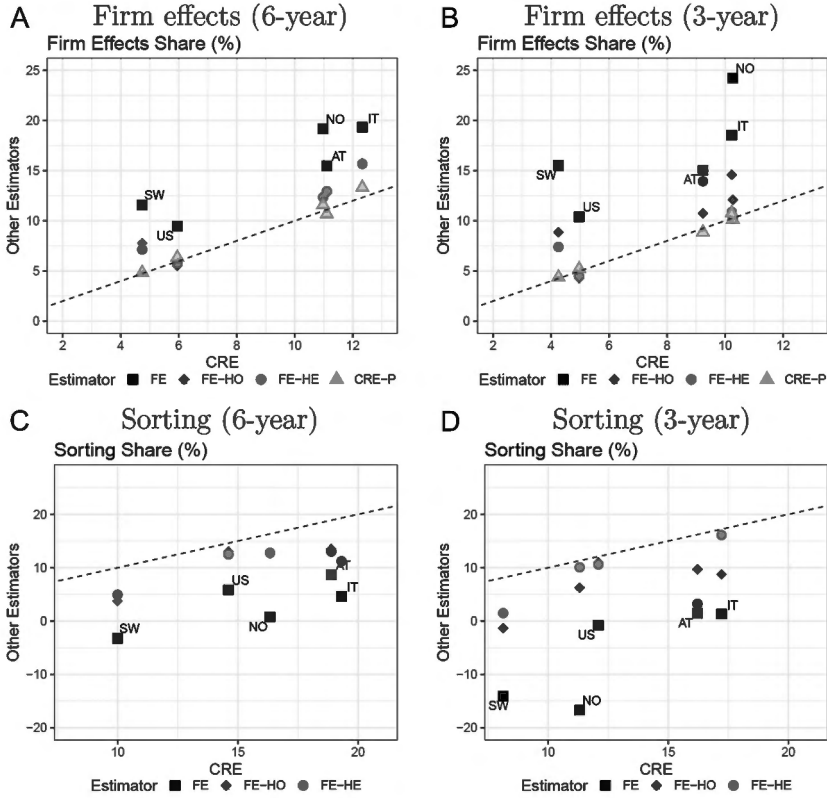 A Firm effects (6-year)
Firm Effects Share (%)
25
20
15
10
5
0
Other Estimators
NO
IT
AT
SW
US
2 4 6 8 10 12
CRE
Estimator FE FE-HO FE-HE CRE-P
B Firm effects (3-year)
Firm Effects Share (%)
25
20
15
10
5
0
Other Estimators
NO
IT
AT
SW
US
2 4 6 8 10 12
CRE
Estimator FE FE-HO FE-HE CRE-P
C Sorting (6-year)
Sorting Share (%)
20
10
0
-10
-20
Other Estimators
AT
US
IT
NO
SW
10 15 20
CRE
Estimator FE FE-HO FE-HE
D Sorting (3-year)
Sorting Share (%)
20
10
0
-10
-20
Other Estimators
IT
AT
US
NO
SW
10 15 20
CRE
Estimator FE FE-HO FE-HE